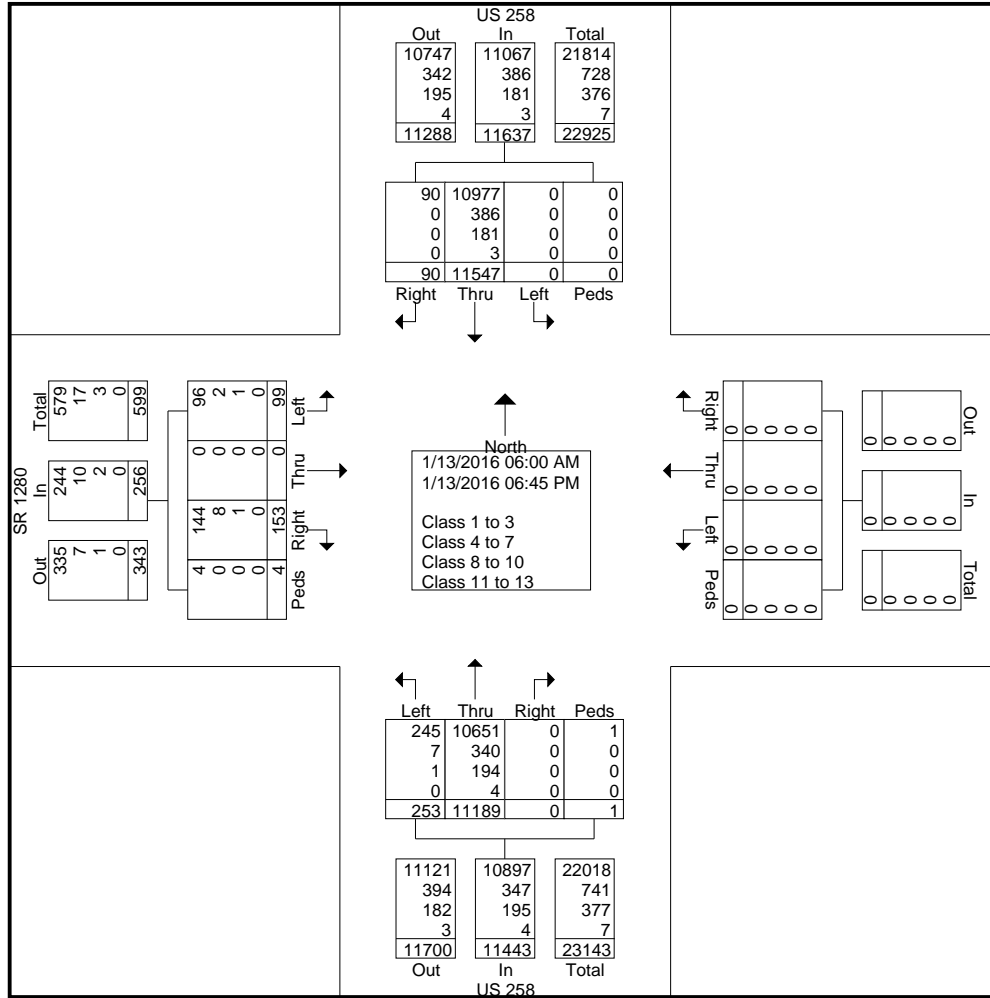 US 258
Out In Total
10747 11067 21814
342 386 728
195 181 376
4 3 7
11288 11637 22925
90 10977 0 0
0 386 0 0
0 181 0 0
0 3 0 0
90 11547 0 0
Right Thru Left Peds
SR 1280
Total In Out
579 244 335
17 10 7
3 2 1
0 0 0
599 256 343
96 0 144 4
2 0 8 0
1 0 1 0
0 0 0 0
99 0 153 4
Left Thru Right Peds
North
1/13/2016 06:00 AM
1/13/2016 06:45 PM
Class 1 to 3
Class 4 to 7
Class 8 to 10
Class 11 to 13
Right Thru Left Peds
0 0 0 0
0 0 0 0
0 0 0 0
0 0 0 0
0 0 0 0
Out In Total
0 0 0
0 0 0
0 0 0
0 0 0
0 0 0
Left Thru Right Peds
245 10651 0 1
7 340 0 0
1 194 0 0
0 4 0 0
253 11189 0 1
11121 10897 22018
394 347 741
182 195 377
3 4 7
11700 11443 23143
Out In Total
US 258